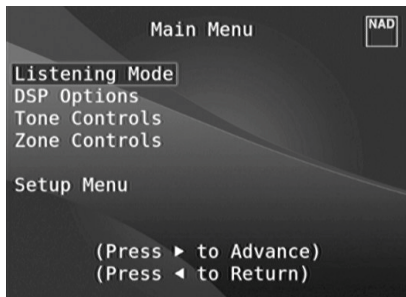 Main Menu
NAD
Listening Mode
DSP Options
Tone Controls
Zone Controls
Setup Menu
(Press ► to Advance)
(Press ◄ to Return)